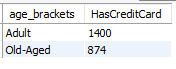 age_brackets HasCreditCard
Adult 1400
Old-Aged 874